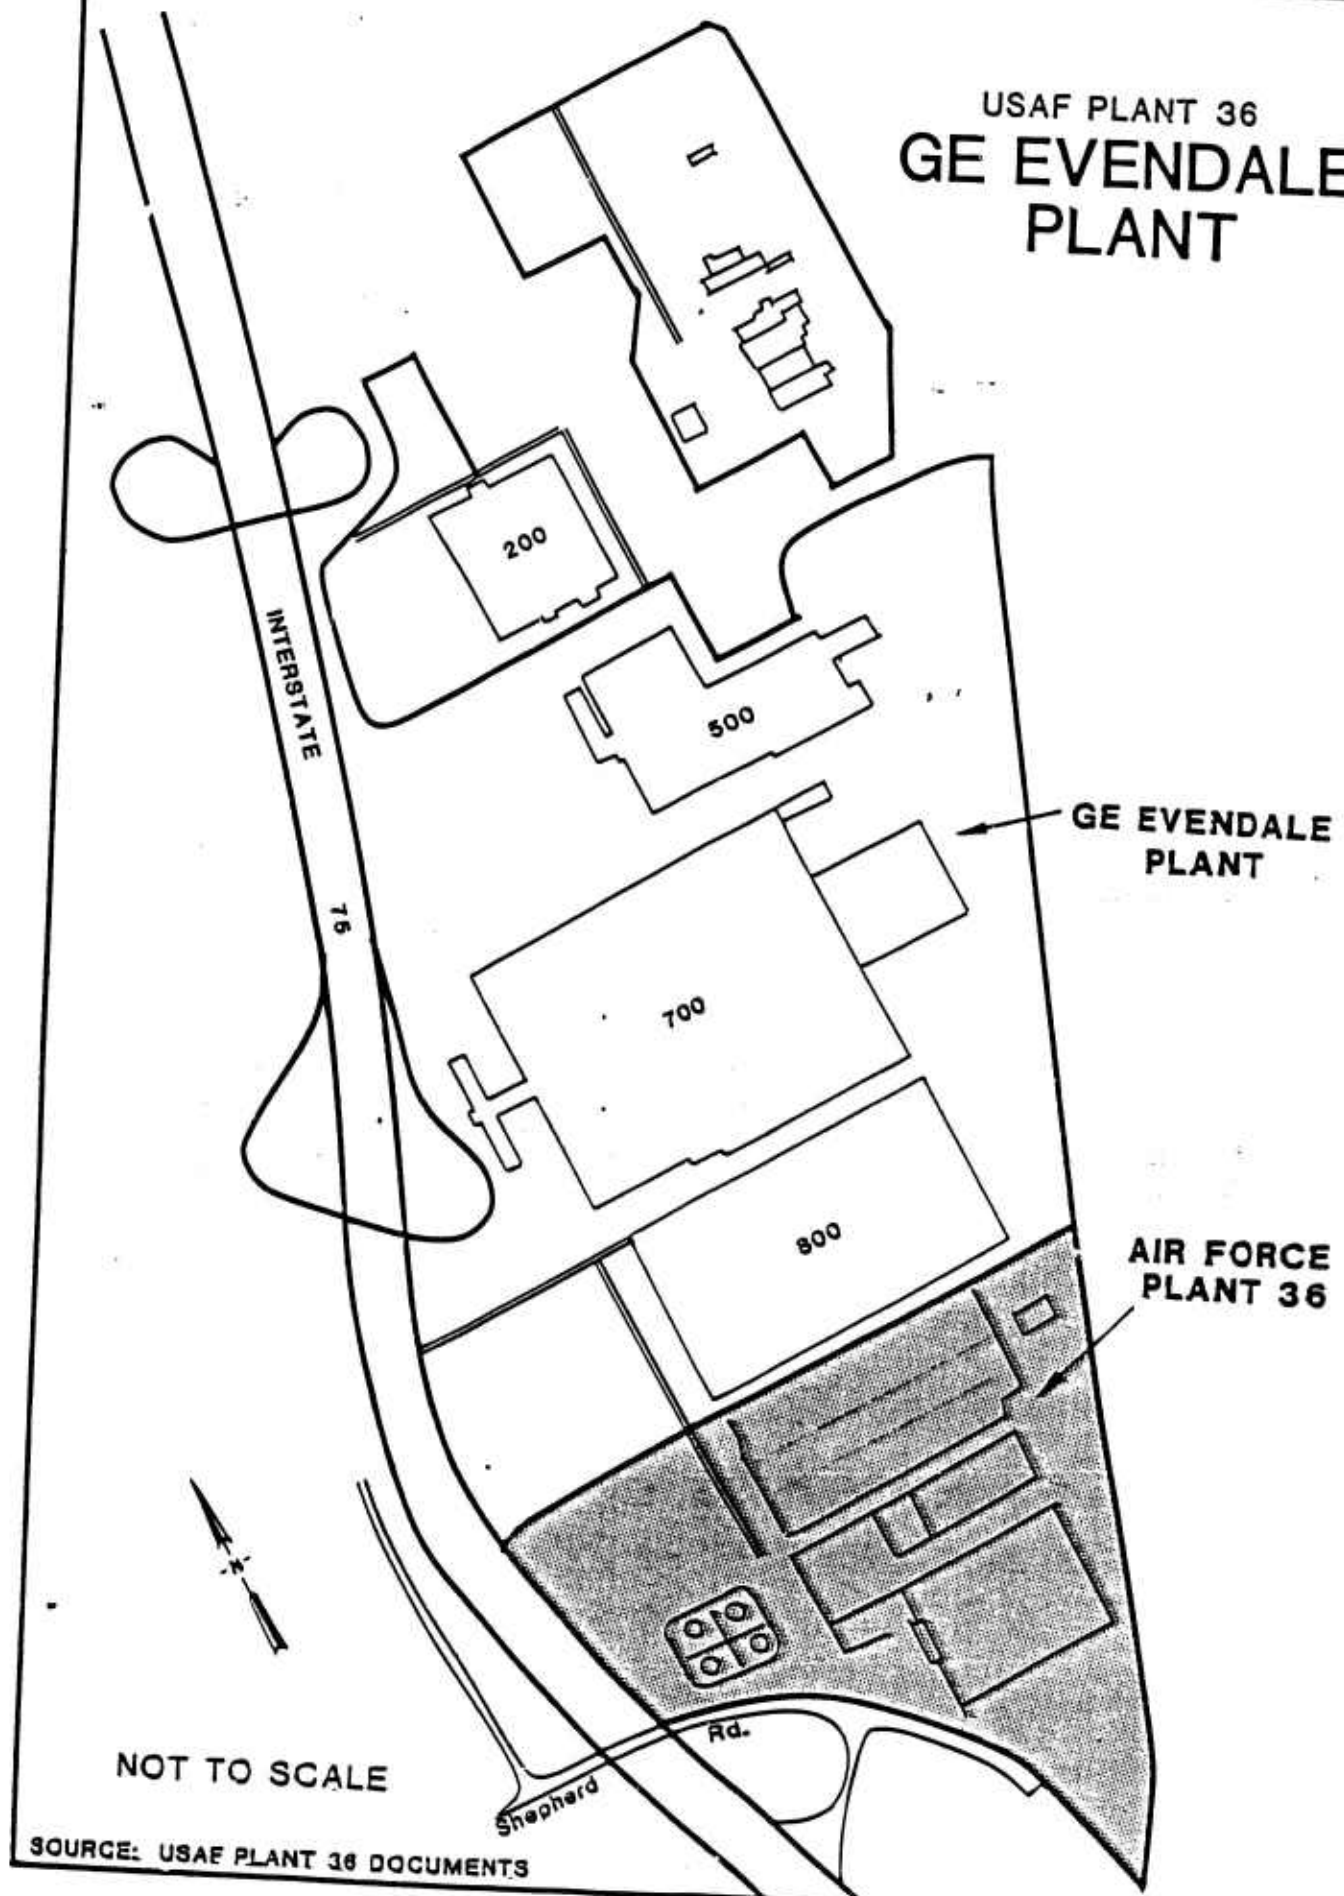 USAF PLANT 36
GE EVENDALE
PLANT
200
INTERSTATE
75
500
GE EVENDALE
PLANT
700
800
AIR FORCE
PLANT 36
N
NOT TO SCALE
Shepherd Rd.
SOURCE: USAF PLANT 36 DOCUMENTS